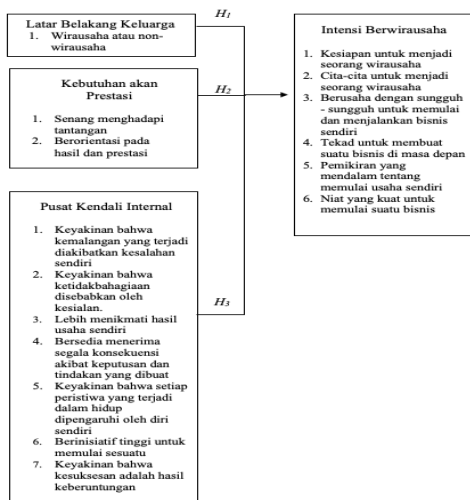 Latar Belakang Keluarga
1. Wirausaha atau non-
wirausaha
H1
Kebutuhan akan
Prestasi
1. Senang menghadapi
tantangan
2. Berorientasi pada
hasil dan prestasi
H2
Pusat Kendali Internal
1. Keyakinan bahwa
kemalangan yang terjadi
diakibatkan kesalahan
sendiri
2. Keyakinan bahwa
ketidakbahagiaan
disebabkan oleh
kesialan.
3. Lebih menikmati hasil
usaha sendiri
4. Bersedia menerima
segala konsekuensi
akibat keputusan dan
tindakan yang dibuat
5. Keyakinan bahwa setiap
peristiwa yang terjadi
dalam hidup
dipengaruhi oleh diri
sendiri
6. Berinisiatif tinggi untuk
memulai sesuatu
7. Keyakinan bahwa
kesuksesan adalah hasil
keberuntungan
H3
Intensi Berwirausaha
1. Kesiapan untuk menjadi
seorang wirausaha
2. Cita-cita untuk menjadi
seorang wirausaha
3. Berusaha dengan sungguh
- sungguh untuk memulai
dan menjalankan bisnis
sendiri
4. Tekad untuk membuat
suatu bisnis di masa depan
5. Pemikiran yang
mendalam tentang
memulai usaha sendiri
6. Niat yang kuat untuk
memulai suatu bisnis